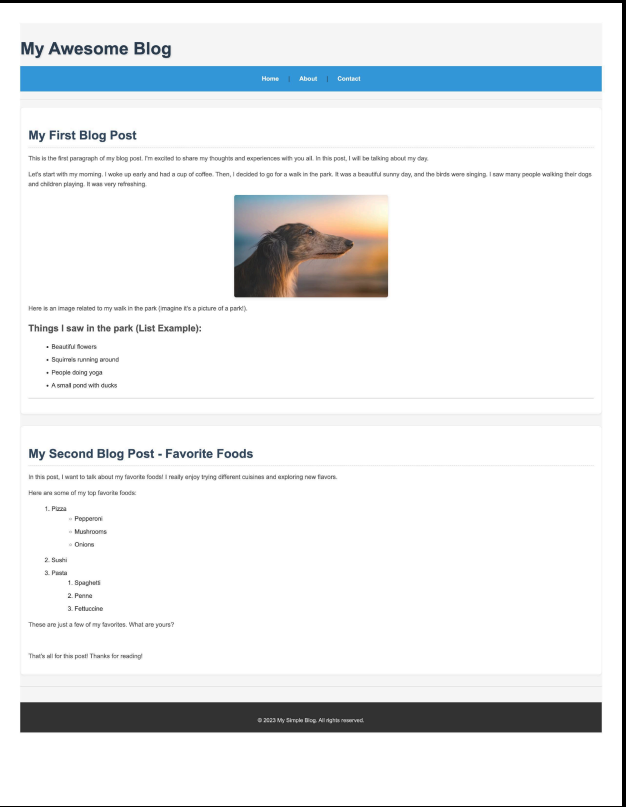 My Awesome Blog
Home | About | Contact
My First Blog Post
This is the first paragraph of my blog post. I'm excited to share my thoughts and experiences with you all. In this post, I will be talking about my day.
Let's start with my morning. I woke up early and had a cup of coffee. Then, I decided to go for a walk in the park. It was a beautiful sunny day, and the birds were singing. I saw many people walking their dogs
and children playing. It was very refreshing.
Here is an image related to my walk in the park (imagine it's a picture of a park!).
Things I saw in the park (List Example):
• Beautiful flowers
• Squirrels running around
• People doing yoga
• A small pond with ducks
My Second Blog Post - Favorite Foods
In this post, I want to talk about my favorite foods! I really enjoy trying different cuisines and exploring new flavors.
Here are some of my top favorite foods:
1. Pizza
○ Pepperoni
○ Mushrooms
○ Onions
2. Sushi
3. Pasta
1. Spaghetti
2. Penne
3. Fettuccine
These are just a few of my favorites. What are yours?
That's all for this post! Thanks for reading!
© 2023 My Simple Blog. All rights reserved.